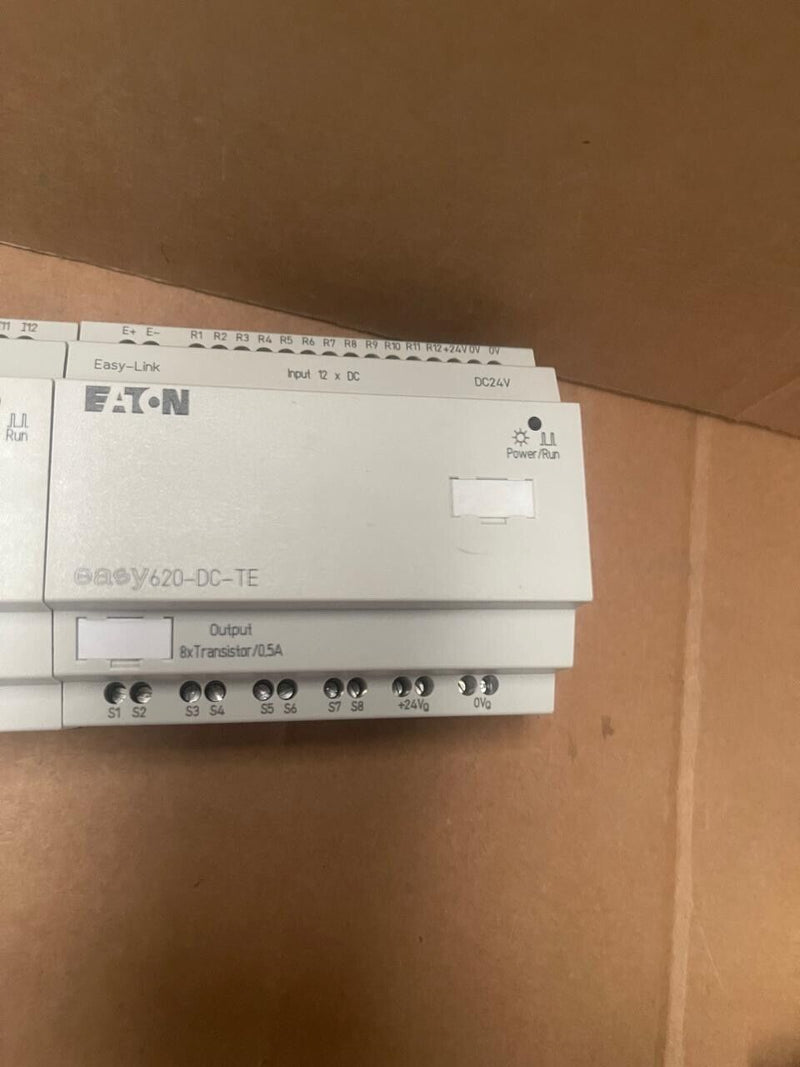 I11 I12
E+ E- R1 R2 R3 R4 R5 R6 R7 R8 R9 R10 R11 R12 +24V 0V 0V
Easy-Link
Input 12 x DC
DC24V
EATON
Run
Power/Run
easy620-DC-TE
Output
8xTransistor/0,5A
S1 S2 S3 S4 S5 S6 S7 S8 +24VQ 0VQ